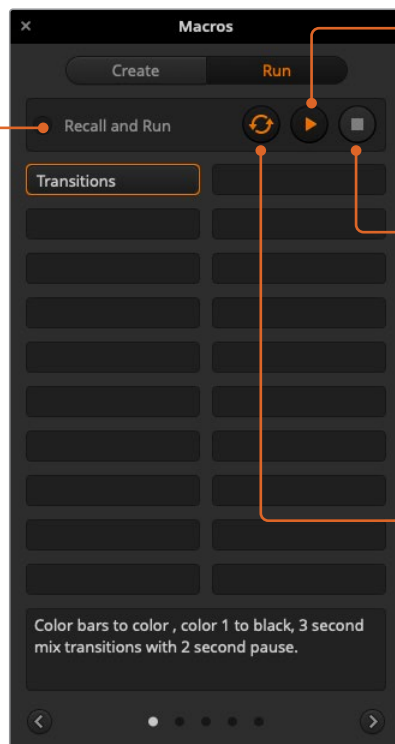 Macros
Create Run
Recall and Run
Transitions
Color bars to color , color 1 to black, 3 second
mix transitions with 2 second pause.